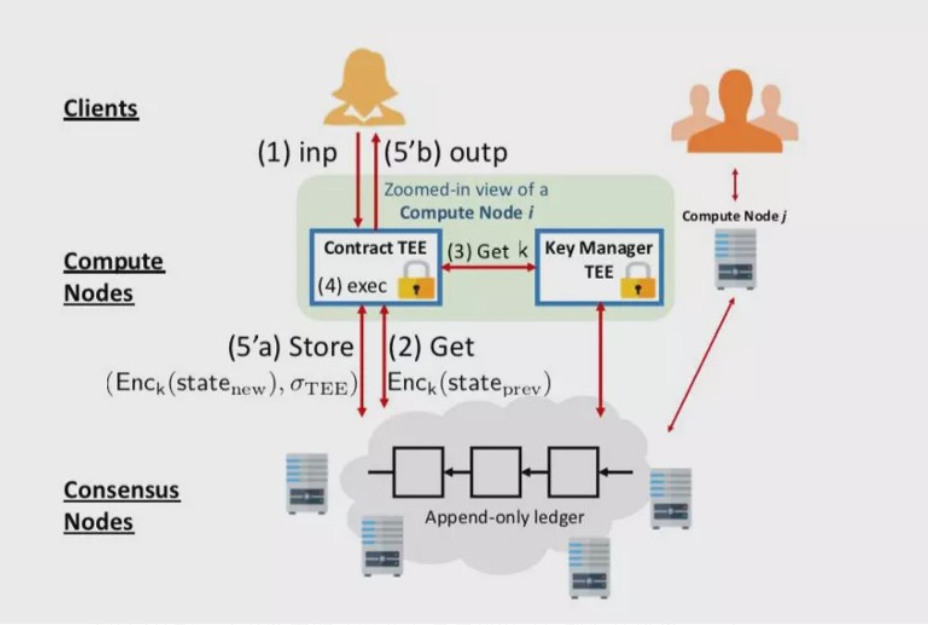 Clients
(1) inp
(5’b) outp
Zoomed-in view of a
Compute Node i
Compute Node j
Compute
Nodes
Contract TEE
(4) exec
(3) Get k
Key Manager
TEE
(5’a) Store
(Enck(statenew), σTEE)
(2) Get
Enck(stateprev)
Consensus
Nodes
Append-only ledger